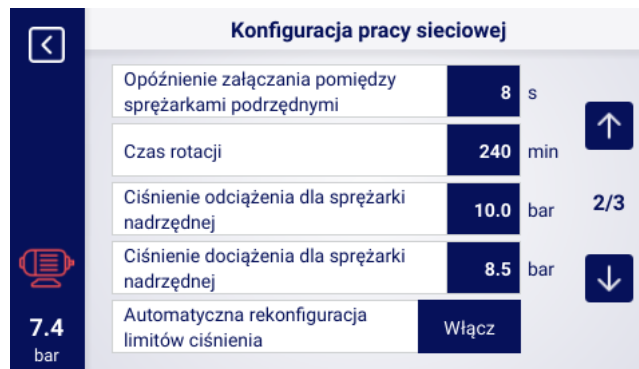 Konfiguracja pracy sieciowej
Opóźnienie załączania pomiędzy
sprężarkami podrzędnymi
8 s
Czas rotacji
240 min
Ciśnienie odciążenia dla sprężarki
nadrzędnej
10.0 bar
Ciśnienie dociążenia dla sprężarki
nadrzędnej
8.5 bar
Automatyczna rekonfiguracja
limitów ciśnienia
Włącz
2/3
7.4
bar